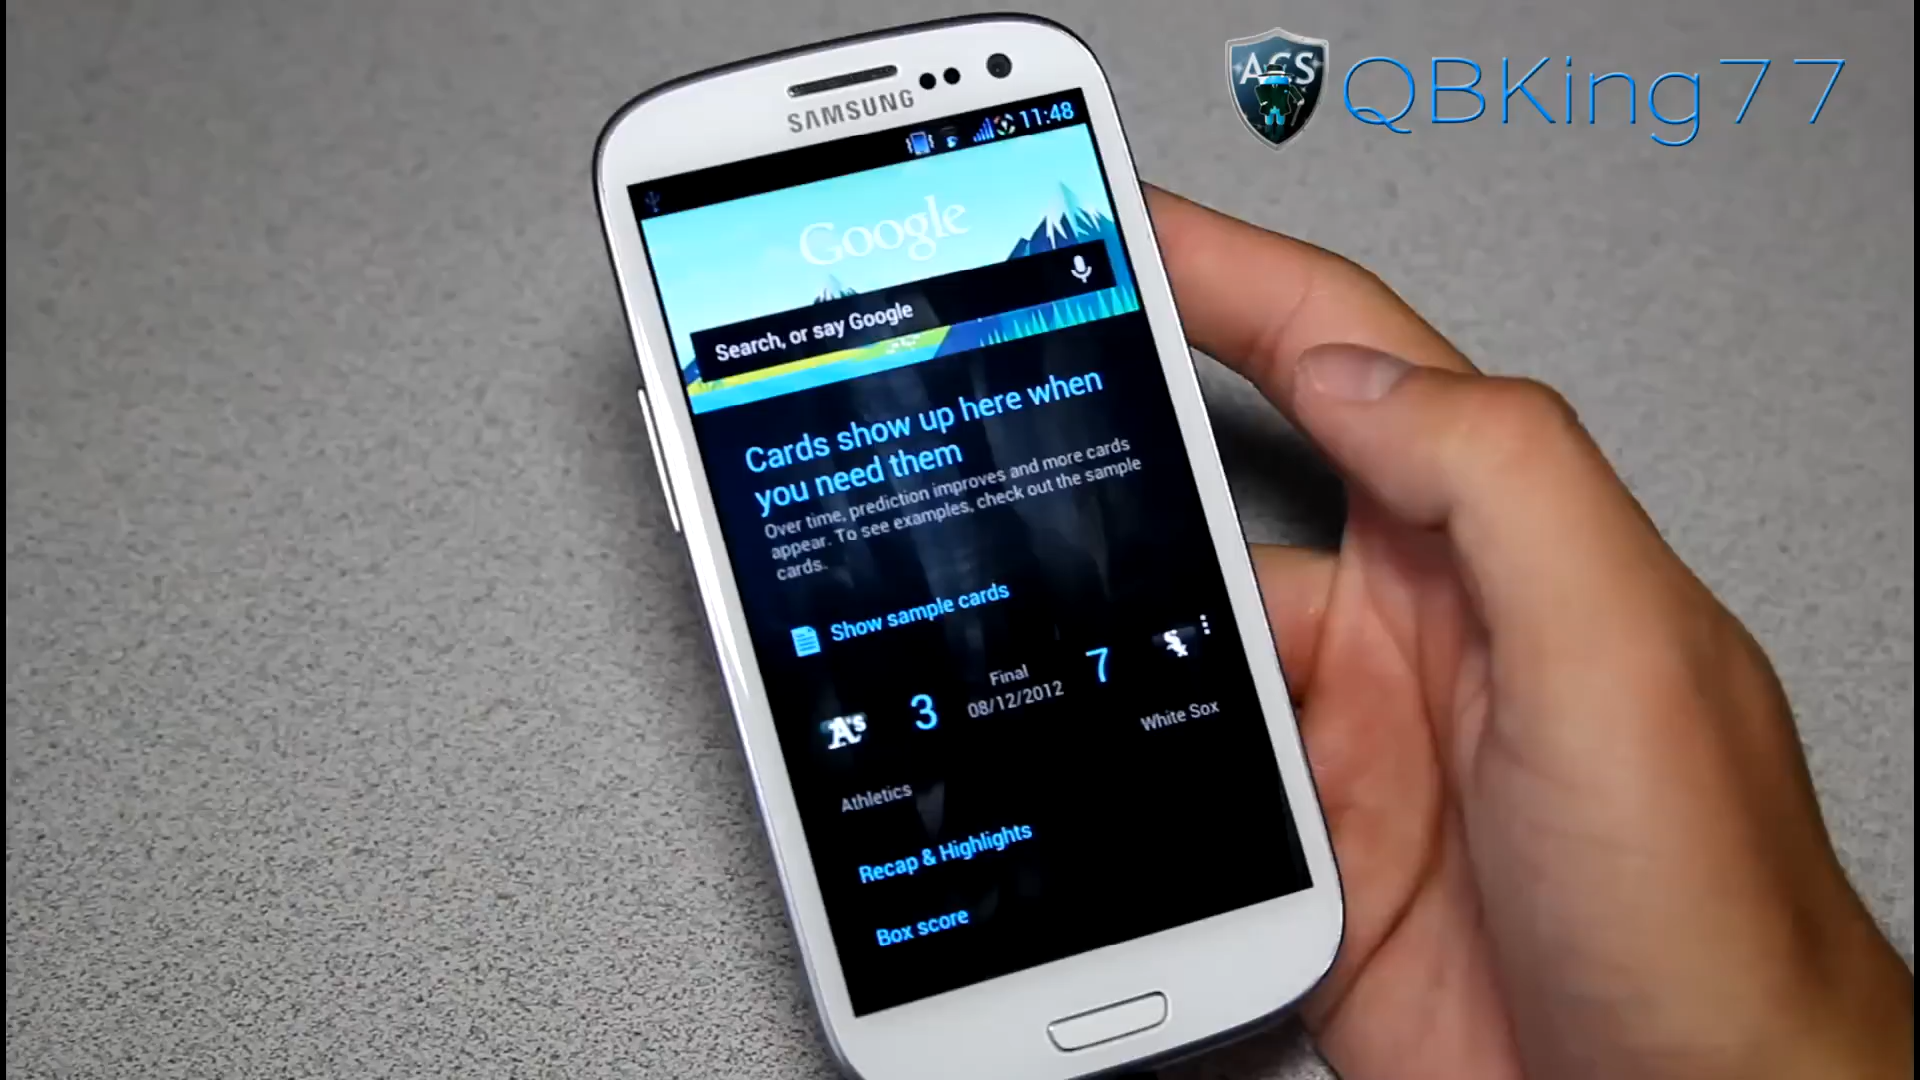 ACS QBKing77
SAMSUNG
11:48
Google
Search, or say Google
Cards show up here when
you need them
Over time, prediction improves and more cards
appear. To see examples, check out the sample
cards.
Show sample cards
A's 3 Final 7 Sox
08/12/2012
Athletics White Sox
Recap & Highlights
Box score